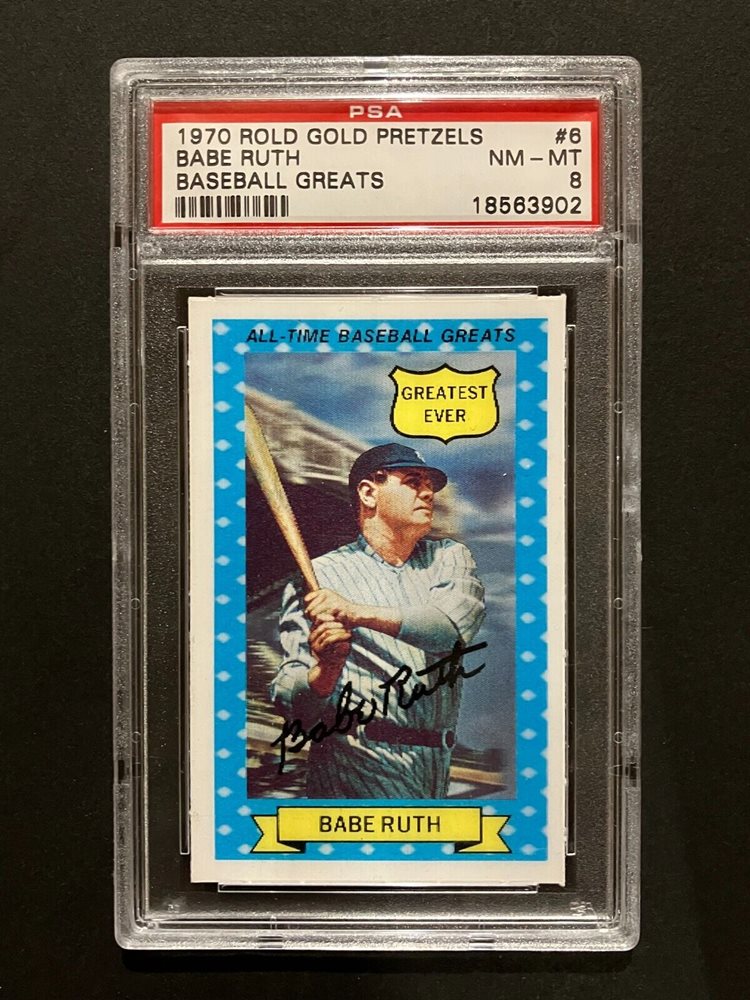 PSA
1970 ROLD GOLD PRETZELS #6
BABE RUTH NM – MT
BASEBALL GREATS 8
18563902
ALL-TIME BASEBALL GREATS
GREATEST
EVER
Babe Ruth
BABE RUTH